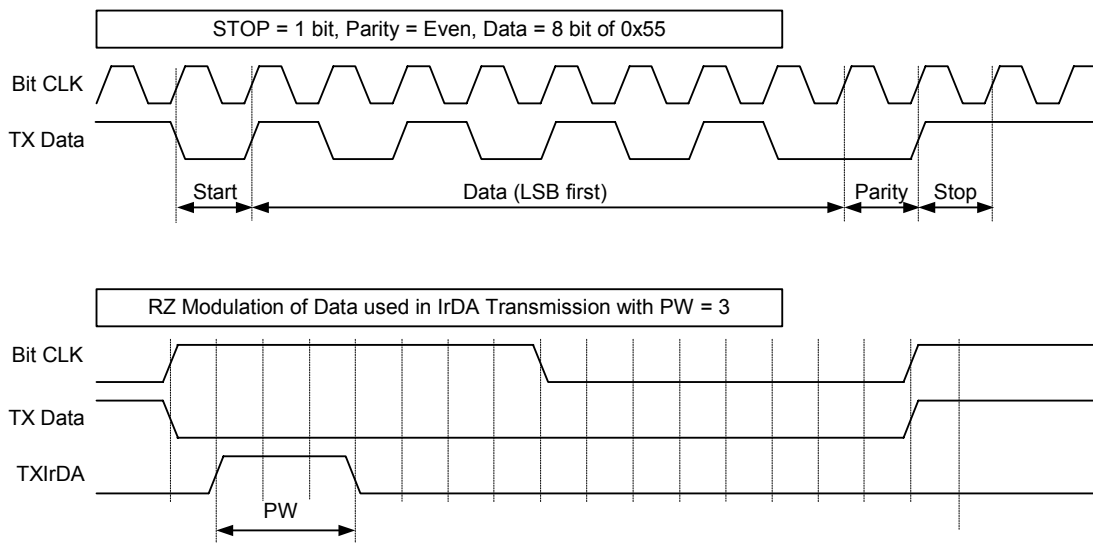 STOP = 1 bit, Parity = Even, Data = 8 bit of 0x55
Bit CLK
TX Data
Start Data (LSB first) Parity Stop
RZ Modulation of Data used in IrDA Transmission with PW = 3
Bit CLK
TX Data
TXIrDA
PW